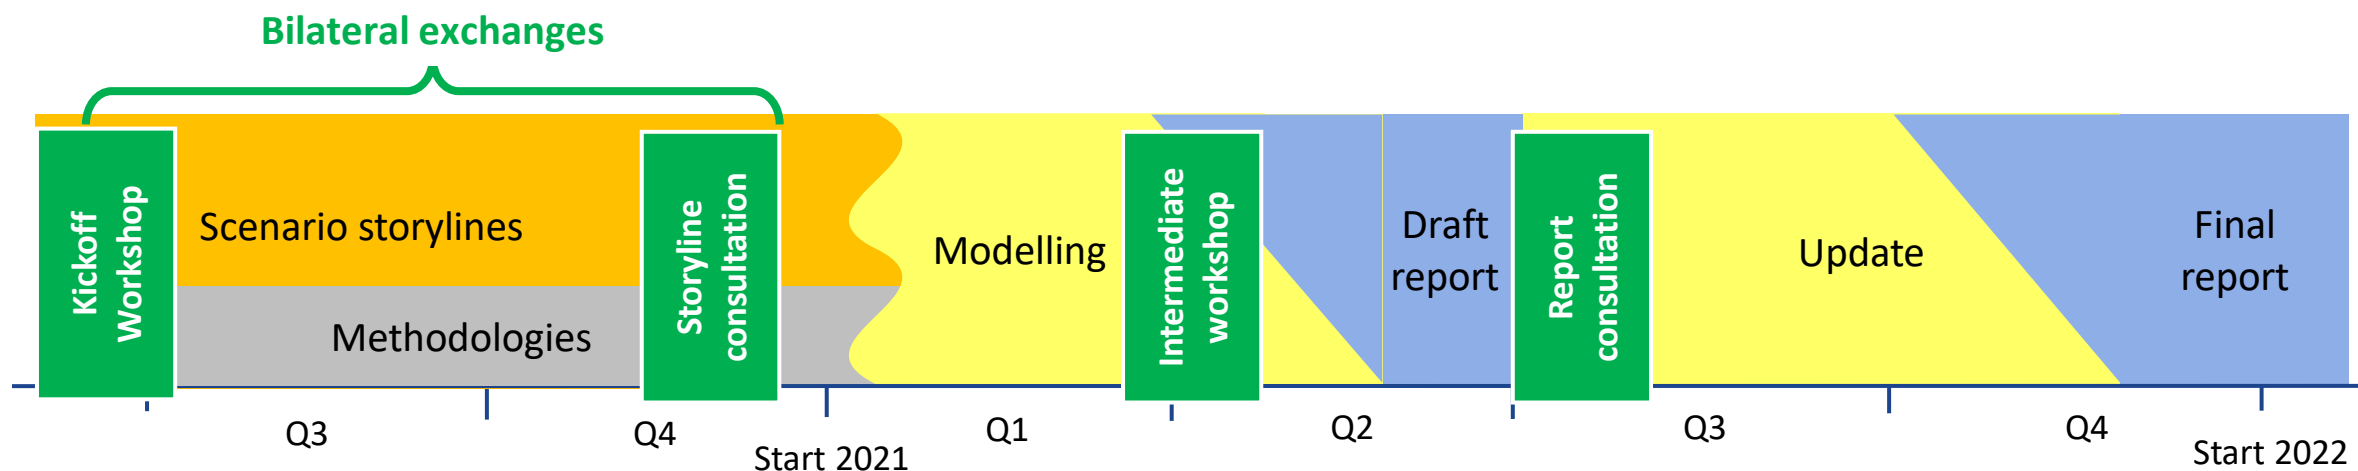 Bilateral exchanges
Kickoff
Workshop
Scenario storylines
Methodologies
Storyline
consultation
Modelling
Intermediate
workshop
Draft
report
Report
consultation
Update
Final
report
Q3
Q4
Start 2021
Q1
Q2
Q3
Q4
Start 2022